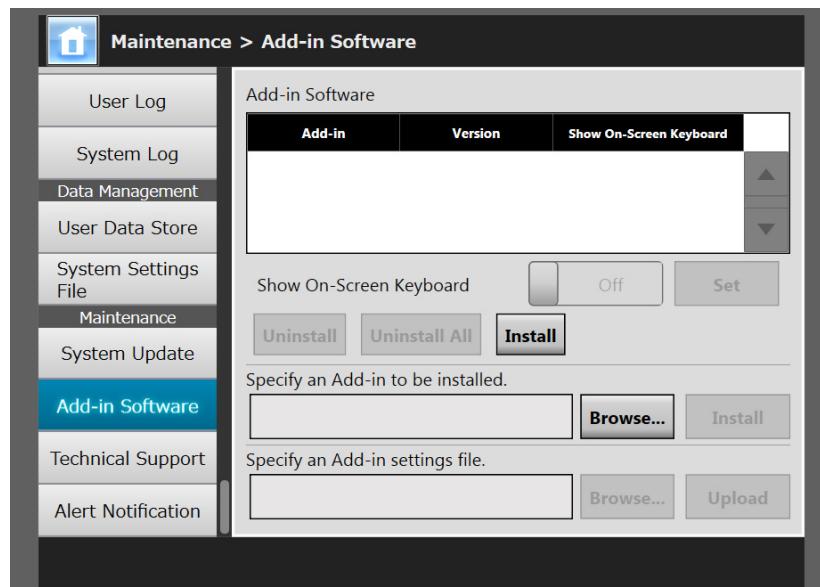 Maintenance > Add-in Software
User Log
System Log
Data Management
User Data Store
System Settings
File
Maintenance
System Update
Add-in Software
Technical Support
Alert Notification
Add-in Software
Add-in Version Show On-Screen Keyboard
Show On-Screen Keyboard Off Set
Uninstall Uninstall All Install
Specify an Add-in to be installed.
Browse... Install
Specify an Add-in settings file.
Browse... Upload